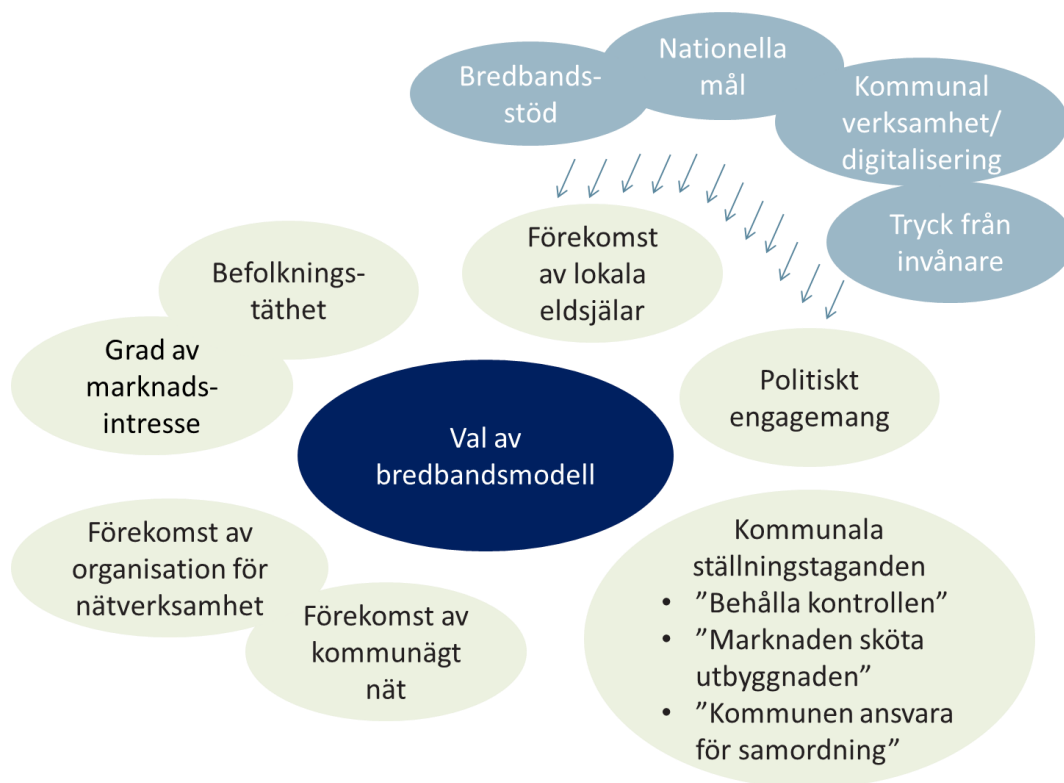 Bredbands-
stöd
Nationella
mål
Kommunal
verksamhet/
digitalisering
Tryck från
invånare
Förekomst
av lokala
eldsjälar
Befolknings-
täthet
Grad av
marknads-
intresse
Politiskt
engagemang
Val av
bredbandsmodell
Förekomst av
organisation för
nätverksamhet
Förekomst av
kommunägt
nät
Kommunala
ställningstaganden
• ”Behålla kontrollen”
• ”Marknaden sköta
utbyggnaden”
• ”Kommunen ansvara
för samordning”